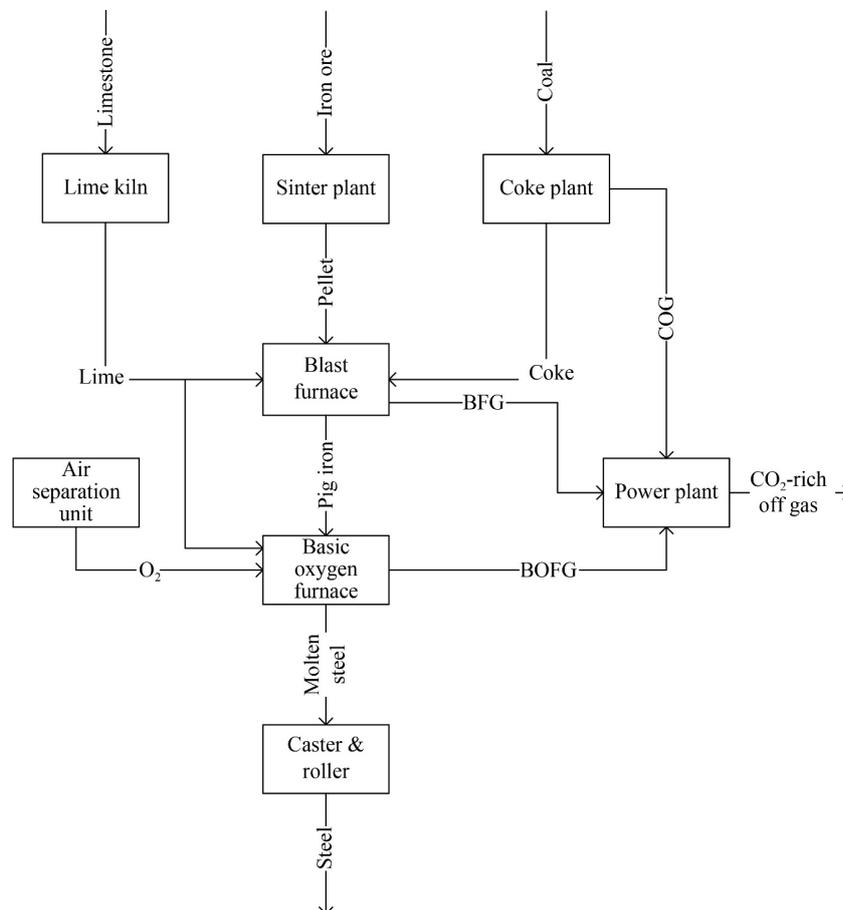 Limestone
Iron ore
Coal
Lime kiln
Sinter plant
Coke plant
Pellet
COG
Lime
Blast
furnace
Coke
BFG
Pig iron
Air
separation
unit
Power plant
CO₂-rich
off gas
O₂
Basic
oxygen
furnace
BOFG
Molten
steel
Caster &
roller
Steel